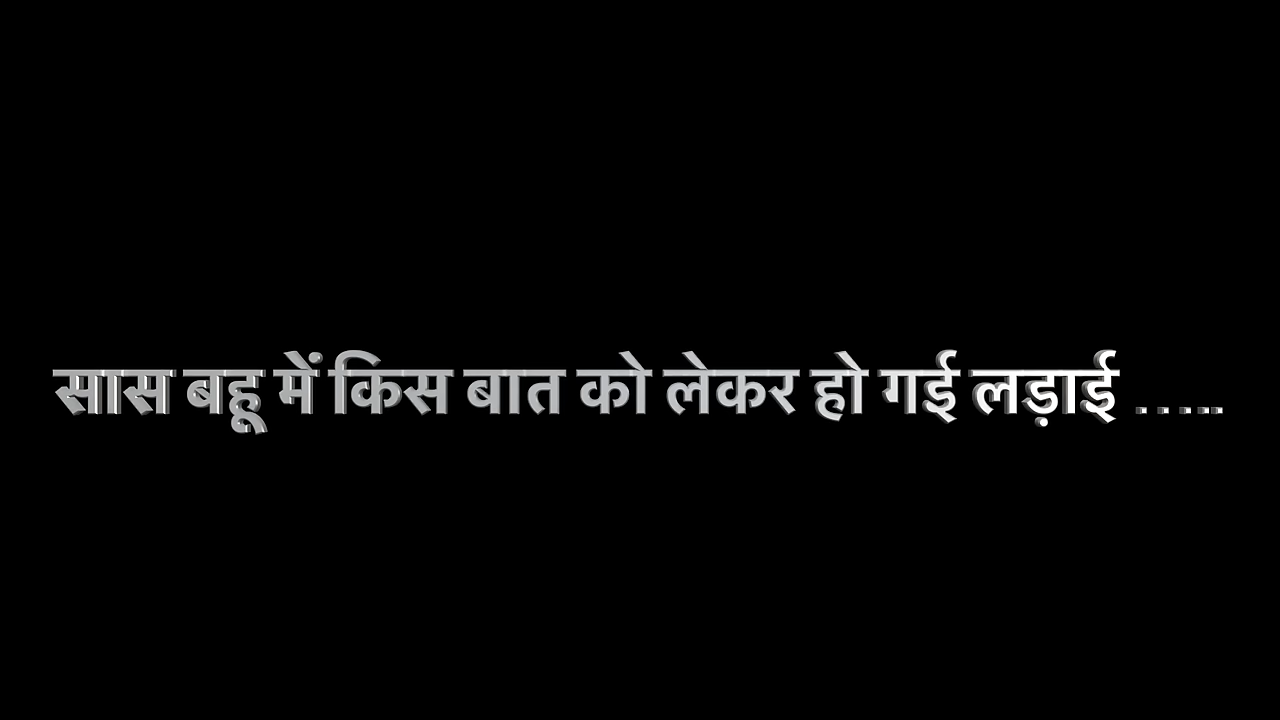 सास बहू में किस बात को लेकर हो गई लड़ाई …...